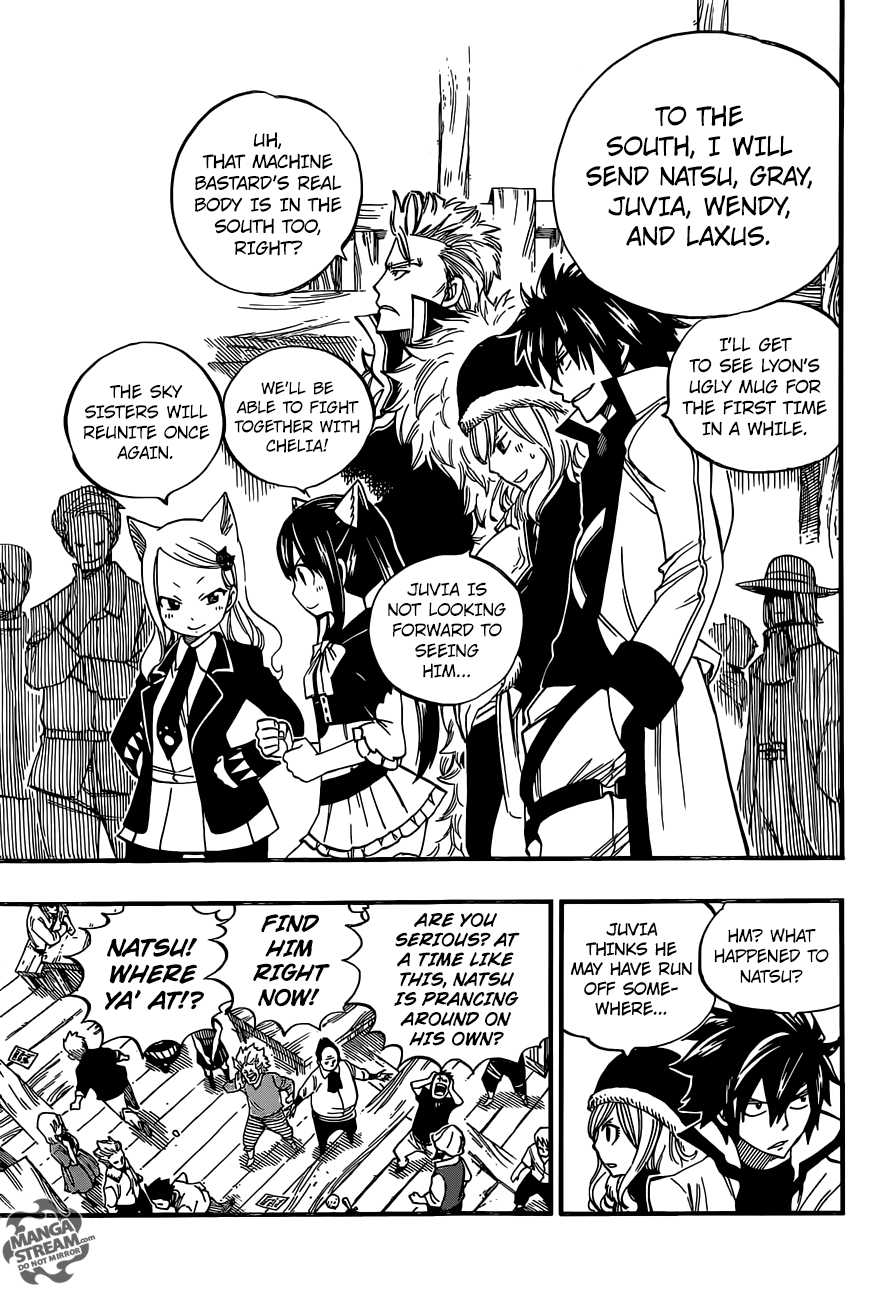 TO THE
SOUTH, I WILL
SEND NATSU, GRAY,
JUVIA, WENDY,
AND LAXUS.
UH,
THAT MACHINE
BASTARD'S REAL
BODY IS IN THE
SOUTH TOO,
RIGHT?
I'LL GET
TO SEE LYON'S
UGLY MUG FOR
THE FIRST TIME
IN A WHILE.
WE'LL BE
ABLE TO FIGHT
TOGETHER WITH
CHELIA!
THE SKY
SISTERS WILL
REUNITE ONCE
AGAIN.
JUVIA IS
NOT LOOKING
FORWARD TO
SEEING
HIM...
HM? WHAT
HAPPENED TO
NATSU?
JUVIA
THINKS HE
MAY HAVE RUN
OFF SOME-
WHERE...
ARE YOU
SERIOUS? AT
A TIME LIKE
THIS, NATSU
IS PRANCING
AROUND ON
HIS OWN?
FIND
HIM
RIGHT
NOW!
NATSU!
WHERE
YA' AT!?
MANGA
STREAM.com
DO NOT MIRROR